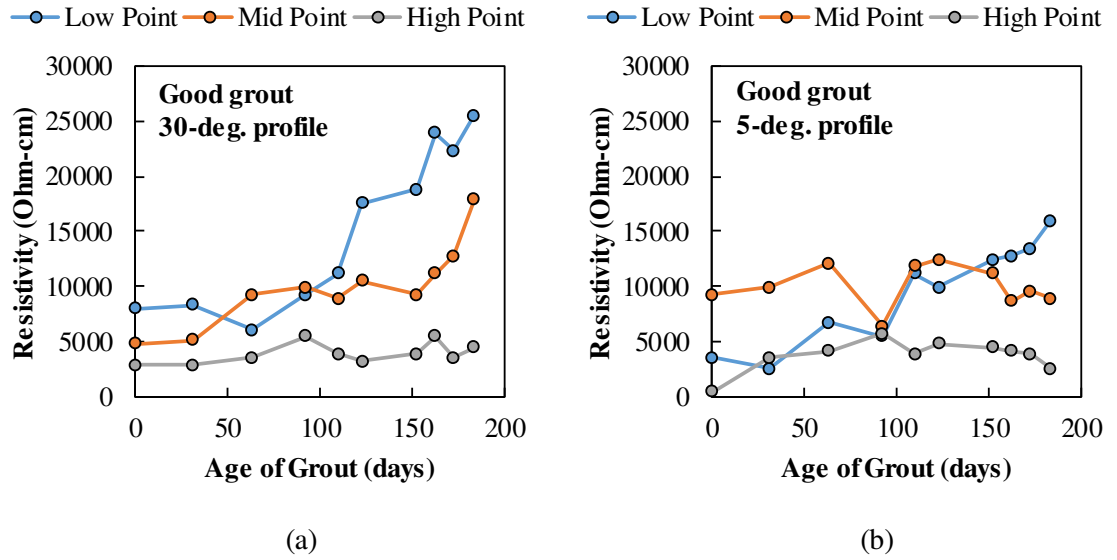 Low Point Mid Point High Point
30000
25000
20000
15000
10000
5000
0
Resistivity (Ohm-cm)
Good grout
30-deg. profile
0 50 100 150 200
Age of Grout (days)
(a)
Low Point Mid Point High Point
30000
25000
20000
15000
10000
5000
0
Resistivity (Ohm-cm)
Good grout
5-deg. profile
0 50 100 150 200
Age of Grout (days)
(b)